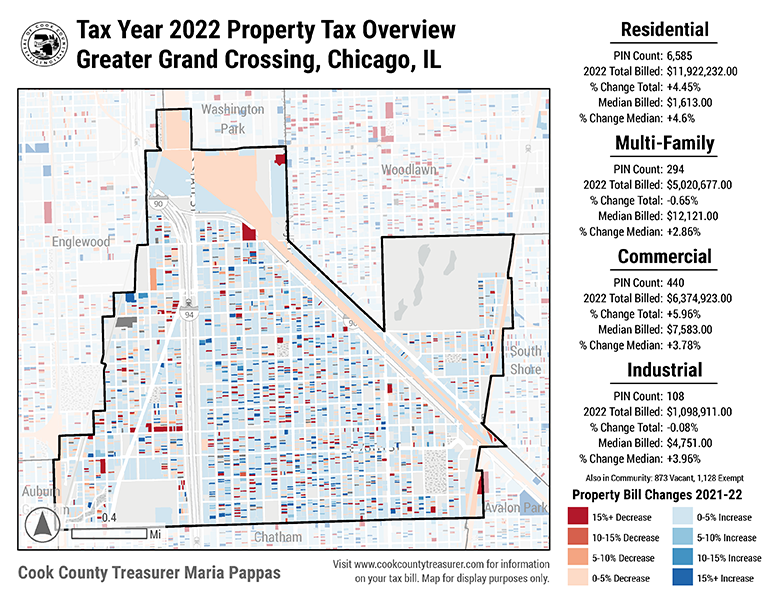 Tax Year 2022 Property Tax Overview
Greater Grand Crossing, Chicago, IL
Washington
Park
Woodlawn
90
Englewood
94
90
South
Shore
Auburn
Avalon Park
Chatham
0.4
Mi
Cook County Treasurer Maria Pappas
Visit www.cookcountytreasurer.com for information
on your tax bill. Map for display purposes only.
Residential
PIN Count: 6,585
2022 Total Billed: $11,922,232.00
% Change Total: +4.45%
Median Billed: $1,613.00
% Change Median: +4.6%
Multi-Family
PIN Count: 294
2022 Total Billed: $5,020,677.00
% Change Total: -0.65%
Median Billed: $12,121.00
% Change Median: +2.86%
Commercial
PIN Count: 440
2022 Total Billed: $6,374,923.00
% Change Total: +5.96%
Median Billed: $7,583.00
% Change Median: +3.78%
Industrial
PIN Count: 108
2022 Total Billed: $1,098,911.00
% Change Total: -0.08%
Median Billed: $4,751.00
% Change Median: +3.96%
Also in Community: 873 Vacant, 1,128 Exempt
Property Bill Changes 2021-22
15%+ Decrease
0-5% Increase
10-15% Decrease
5-10% Increase
5-10% Decrease
10-15% Increase
0-5% Decrease
15%+ Increase